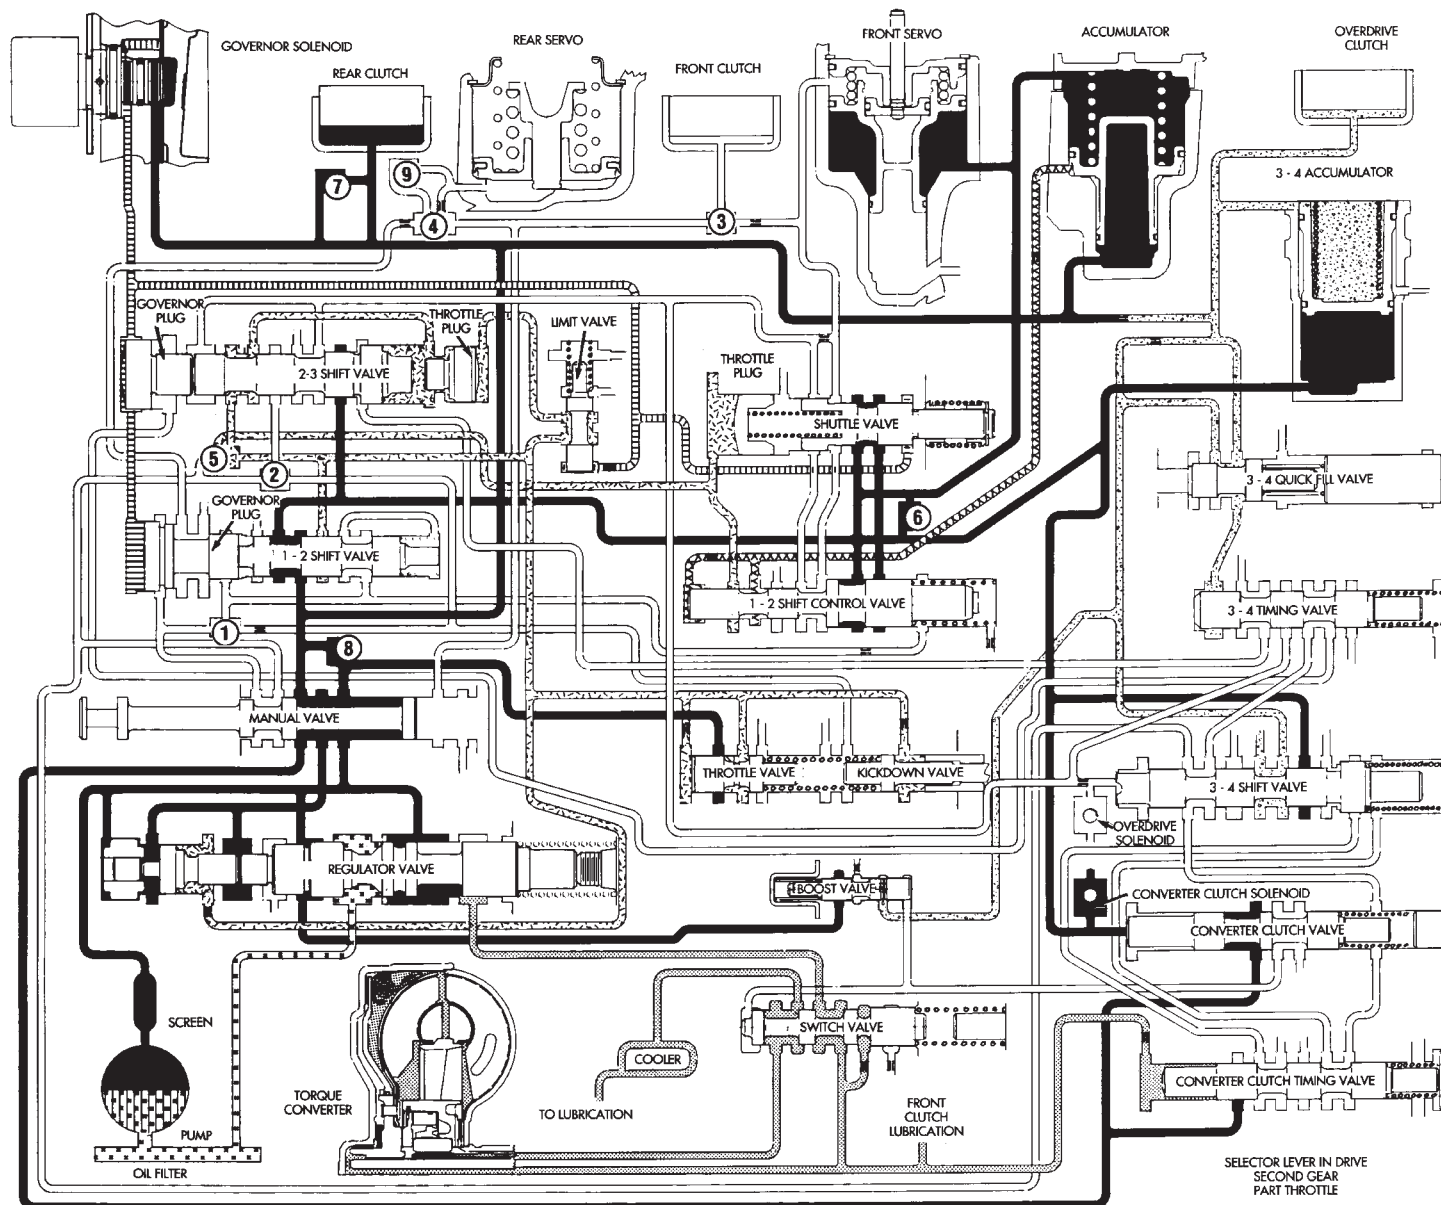 GOVERNOR SOLENOID
REAR CLUTCH
REAR SERVO
FRONT CLUTCH
FRONT SERVO
ACCUMULATOR
OVERDRIVE
CLUTCH
3 - 4 ACCUMULATOR
7
9
4
3
GOVERNOR
PLUG
THROTTLE
PLUG
LIMIT VALVE
THROTTLE
PLUG
2-3 SHIFT VALVE
SHUTTLE VALVE
5
2
3 - 4 QUICK FILL VALVE
GOVERNOR
PLUG
6
1 - 2 SHIFT VALVE
1 - 2 SHIFT CONTROL VALVE
3 - 4 TIMING VALVE
1
8
MANUAL VALVE
THROTTLE VALVE
KICKDOWN VALVE
3 - 4 SHIFT VALVE
OVERDRIVE
SOLENOID
REGULATOR VALVE
BOOST VALVE
CONVERTER CLUTCH SOLENOID
CONVERTER CLUTCH VALVE
SCREEN
SWITCH VALVE
COOLER
CONVERTER CLUTCH TIMING VALVE
TORQUE
CONVERTER
TO LUBRICATION
FRONT
CLUTCH
LUBRICATION
PUMP
OIL FILTER
SELECTOR LEVER IN DRIVE
SECOND GEAR
PART THROTTLE